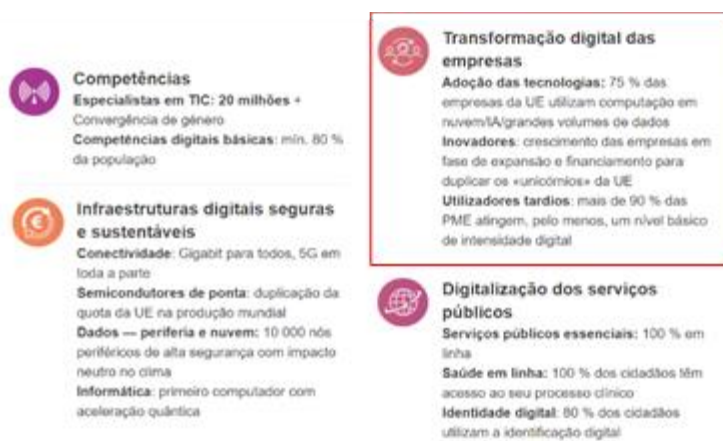 Competências
Especialistas em TIC: 20 milhões +
Convergência de género
Competências digitais básicas: mín. 80 %
da população
Infraestruturas digitais seguras
e sustentáveis
Conectividade: Gigabit para todos, 5G em
toda a parte
Semicondutores de ponta: duplicação da
quota da UE na produção mundial
Dados — periferia e nuvem: 10 000 nós
periféricos de alta segurança com impacto
neutro no clima
Informática: primeiro computador com
aceleração quântica
Transformação digital das
empresas
Adoção das tecnologias: 75 % das
empresas da UE utilizam computação em
nuvem/IA/grandes volumes de dados
Inovadores: crescimento das empresas em
fase de expansão e financiamento para
duplicar os «unicórnios» da UE
Utilizadores tardios: mais de 90 % das
PME atingem, pelo menos, um nível básico
de intensidade digital
Digitalização dos serviços
públicos
Serviços públicos essenciais: 100 % em
linha
Saúde em linha: 100 % dos cidadãos têm
acesso ao seu processo clínico
Identidade digital: 80 % dos cidadãos
utilizam a identificação digital